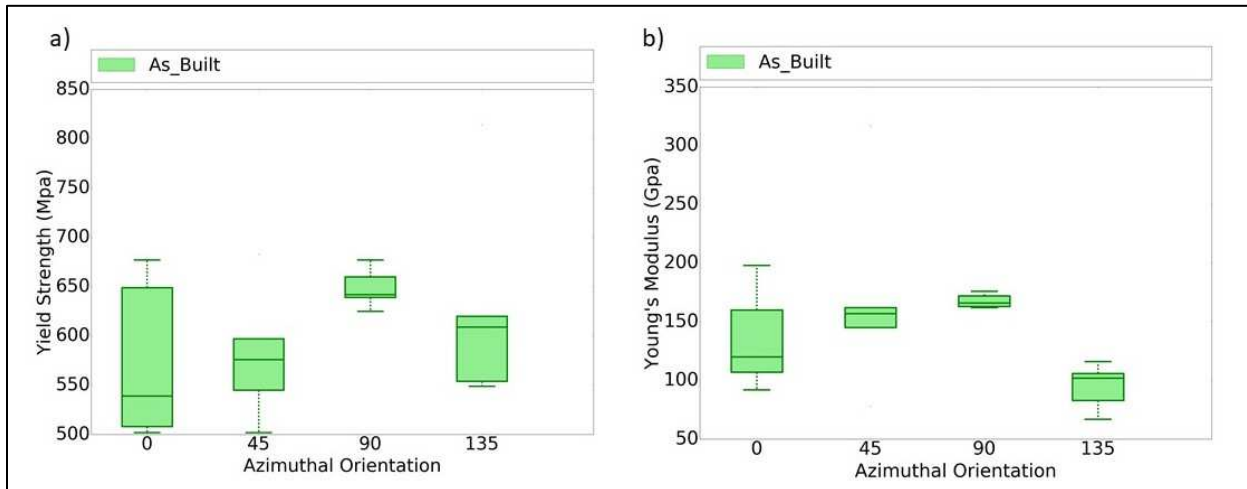 a)
As_Built
850
800
750
700
650
600
550
500
Yield Strength (Mpa)
0 45 90 135
Azimuthal Orientation
b)
As_Built
350
300
250
200
150
100
50
Young's Modulus (Gpa)
0 45 90 135
Azimuthal Orientation